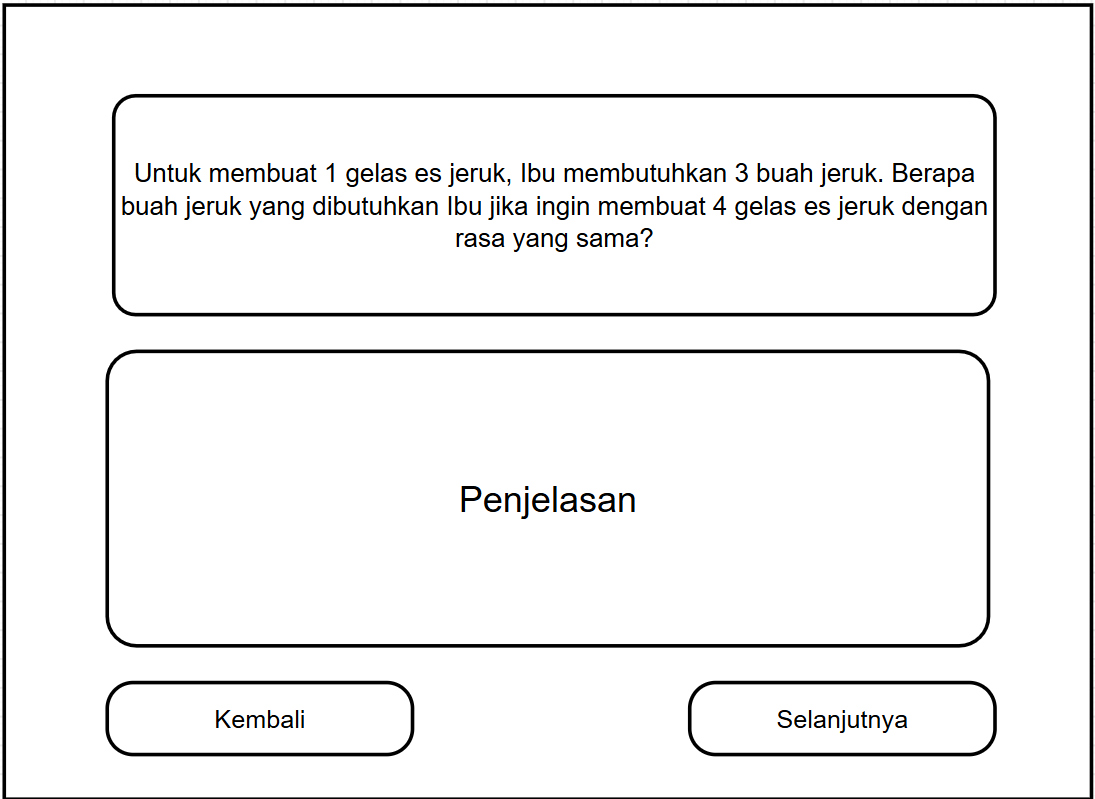 Untuk membuat 1 gelas es jeruk, Ibu membutuhkan 3 buah jeruk. Berapa
buah jeruk yang dibutuhkan Ibu jika ingin membuat 4 gelas es jeruk dengan
rasa yang sama?
Penjelasan
Kembali
Selanjutnya